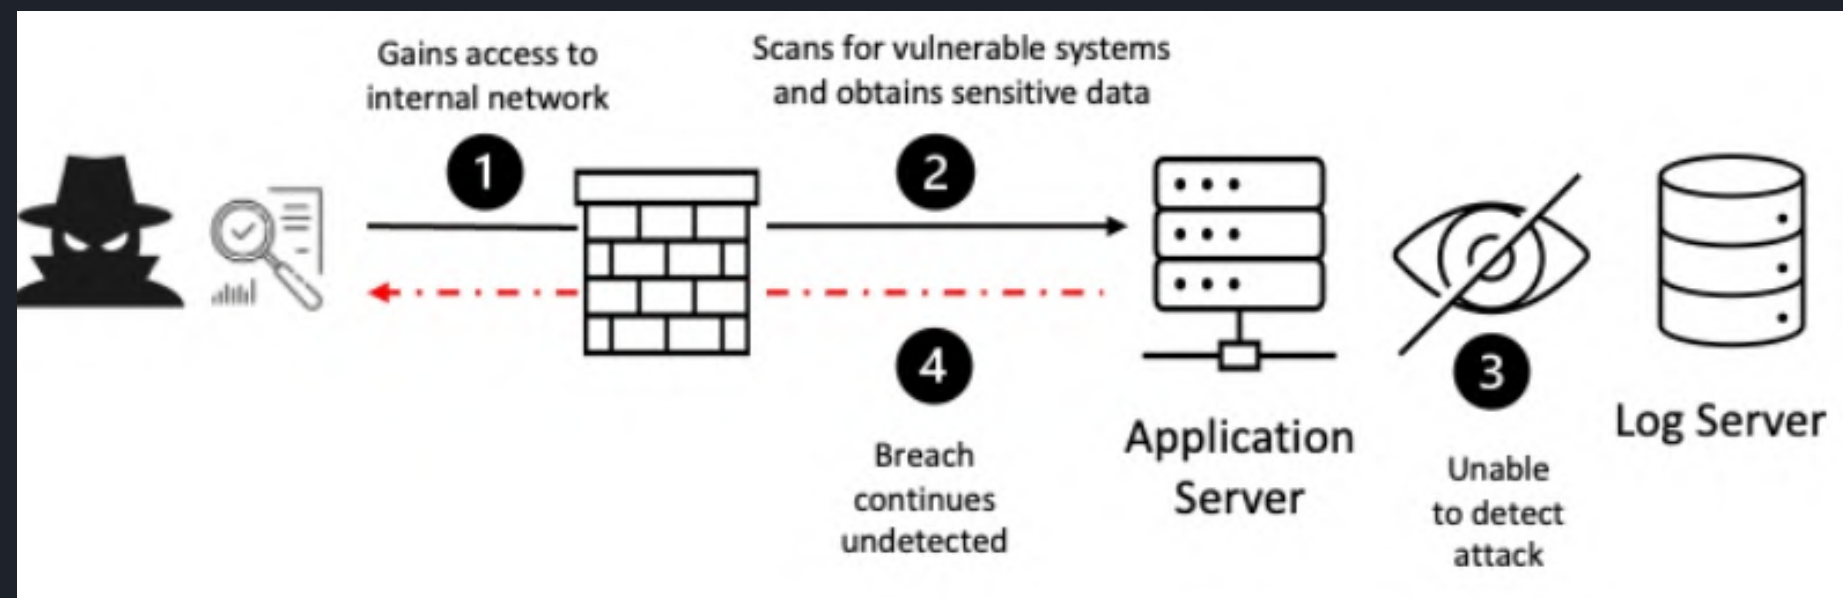 Gains access to
internal network
1
Scans for vulnerable systems
and obtains sensitive data
2
3
Unable
to detect
attack
4
Breach
continues
undetected
Application
Server
Log Server